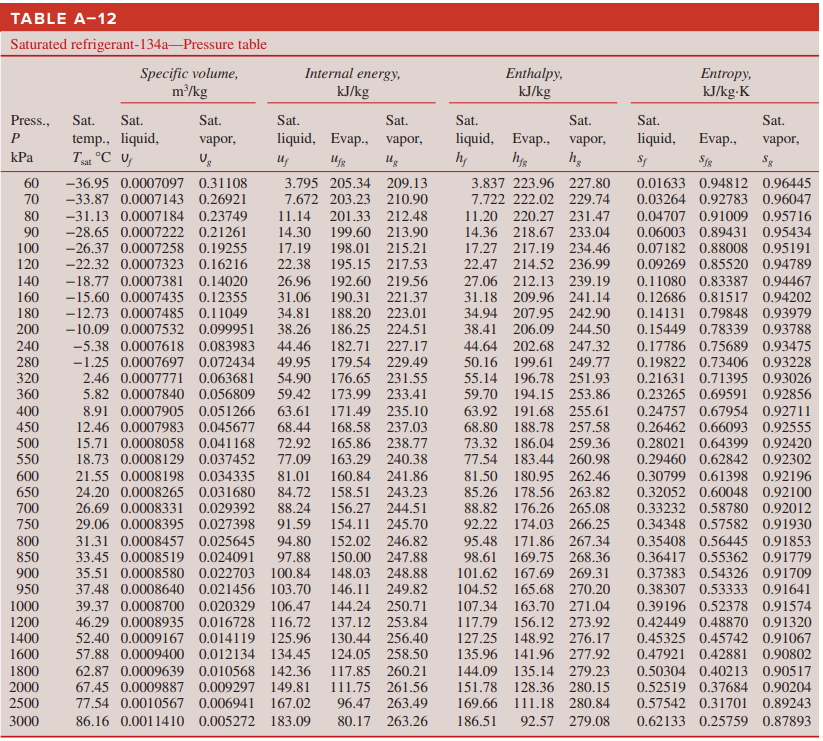 TABLE A–12
Saturated refrigerant-134a—Pressure table
Specific volume, Internal energy, Enthalpy, Entropy,
m³/kg kJ/kg kJ/kg kJ/kg·K
Press., Sat. Sat. Sat. Sat. Sat. Sat. Sat. Sat. Sat.
P temp., liquid, vapor, liquid, Evap., vapor, liquid, Evap., vapor, liquid, Evap., vapor,
kPa Tsat °C υf υg uf ufg ug hf hfg hg sf sfg sg
60 −36.95 0.0007097 0.31108 3.795 205.34 209.13 3.837 223.96 227.80 0.01633 0.94812 0.96445
70 −33.87 0.0007143 0.26921 7.672 203.23 210.90 7.722 222.02 229.74 0.03264 0.92783 0.96047
80 −31.13 0.0007184 0.23749 11.14 201.33 212.48 11.20 220.27 231.47 0.04707 0.91009 0.95716
90 −28.65 0.0007222 0.21261 14.30 199.60 213.90 14.36 218.67 233.04 0.06003 0.89431 0.95434
100 −26.37 0.0007258 0.19255 17.19 198.01 215.21 17.27 217.19 234.46 0.07182 0.88008 0.95191
120 −22.32 0.0007323 0.16216 22.38 195.15 217.53 22.47 214.52 236.99 0.09269 0.85520 0.94789
140 −18.77 0.0007381 0.14020 26.96 192.60 219.56 27.06 212.13 239.19 0.11080 0.83387 0.94467
160 −15.60 0.0007435 0.12355 31.06 190.31 221.37 31.18 209.96 241.14 0.12686 0.81517 0.94202
180 −12.73 0.0007485 0.11049 34.81 188.20 223.01 34.94 207.95 242.90 0.14131 0.79848 0.93979
200 −10.09 0.0007532 0.099951 38.26 186.25 224.51 38.41 206.09 244.50 0.15449 0.78339 0.93788
240 −5.38 0.0007618 0.083983 44.46 182.71 227.17 44.64 202.68 247.32 0.17786 0.75689 0.93475
280 −1.25 0.0007697 0.072434 49.95 179.54 229.49 50.16 199.61 249.77 0.19822 0.73406 0.93228
320 2.46 0.0007771 0.063681 54.90 176.65 231.55 55.14 196.78 251.93 0.21631 0.71395 0.93026
360 5.82 0.0007840 0.056809 59.42 173.99 233.41 59.70 194.15 253.86 0.23265 0.69591 0.92856
400 8.91 0.0007905 0.051266 63.61 171.49 235.10 63.92 191.68 255.61 0.24757 0.67954 0.92711
450 12.46 0.0007983 0.045677 68.44 168.58 237.03 68.80 188.78 257.58 0.26462 0.66093 0.92555
500 15.71 0.0008058 0.041168 72.92 165.86 238.77 73.32 186.04 259.36 0.28021 0.64399 0.92420
550 18.73 0.0008129 0.037452 77.09 163.29 240.38 77.54 183.44 260.98 0.29460 0.62842 0.92302
600 21.55 0.0008198 0.034335 81.01 160.84 241.86 81.50 180.95 262.46 0.30799 0.61398 0.92196
650 24.20 0.0008265 0.031680 84.72 158.51 243.23 85.26 178.56 263.82 0.32052 0.60048 0.92100
700 26.69 0.0008331 0.029392 88.24 156.27 244.51 88.82 176.26 265.08 0.33232 0.58780 0.92012
750 29.06 0.0008395 0.027398 91.59 154.11 245.70 92.22 174.03 266.25 0.34348 0.57582 0.91930
800 31.31 0.0008457 0.025645 94.80 152.02 246.82 95.48 171.86 267.34 0.35408 0.56445 0.91853
850 33.45 0.0008519 0.024091 97.88 150.00 247.88 98.61 169.75 268.36 0.36417 0.55362 0.91779
900 35.51 0.0008580 0.022703 100.84 148.03 248.88 101.62 167.69 269.31 0.37383 0.54326 0.91709
950 37.48 0.0008640 0.021456 103.70 146.11 249.82 104.52 165.68 270.20 0.38307 0.53333 0.91641
1000 39.37 0.0008700 0.020329 106.47 144.24 250.71 107.34 163.70 271.04 0.39196 0.52378 0.91574
1200 46.29 0.0008935 0.016728 116.72 137.12 253.84 117.79 156.12 273.92 0.42449 0.48870 0.91320
1400 52.40 0.0009167 0.014119 125.96 130.44 256.40 127.25 148.92 276.17 0.45325 0.45742 0.91067
1600 57.88 0.0009400 0.012134 134.45 124.05 258.50 135.96 141.96 277.92 0.47921 0.42881 0.90802
1800 62.87 0.0009639 0.010568 142.36 117.85 260.21 144.09 135.14 279.23 0.50304 0.40213 0.90517
2000 67.45 0.0009887 0.009297 149.81 111.75 261.56 151.78 128.36 280.15 0.52519 0.37684 0.90204
2500 77.54 0.0010567 0.006941 167.02 96.47 263.49 169.66 111.18 280.84 0.57542 0.31701 0.89243
3000 86.16 0.0011410 0.005272 183.09 80.17 263.26 186.51 92.57 279.08 0.62133 0.25759 0.87893